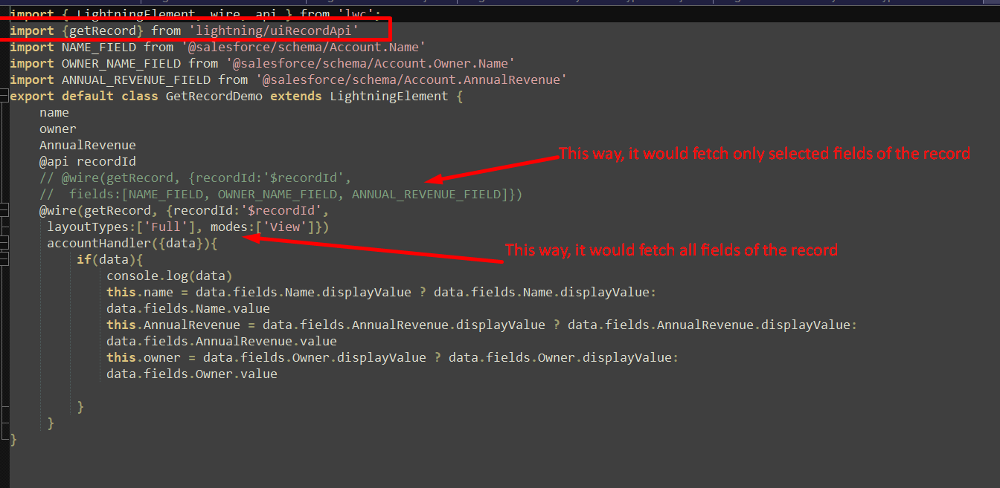 import { LightningElement, wire, api } from 'lwc';
import {getRecord} from 'lightning/uiRecordApi'
import NAME_FIELD from '@salesforce/schema/Account.Name'
import OWNER_NAME_FIELD from '@salesforce/schema/Account.Owner.Name'
import ANNUAL_REVENUE_FIELD from '@salesforce/schema/Account.AnnualRevenue'
export default class GetRecordDemo extends LightningElement {
name
owner
AnnualRevenue
This way, it would fetch only selected fields of the record
@api recordId
// @wire(getRecord, {recordId:'$recordId',
//  fields:[NAME_FIELD, OWNER_NAME_FIELD, ANNUAL_REVENUE_FIELD]})
@wire(getRecord, {recordId:'$recordId',
layoutTypes:['Full'], modes:['View']})
accountHandler({data}){
This way, it would fetch all fields of the record
if(data){
console.log(data)
this.name = data.fields.Name.displayValue ? data.fields.Name.displayValue:
data.fields.Name.value
this.AnnualRevenue = data.fields.AnnualRevenue.displayValue ? data.fields.AnnualRevenue.displayValue:
data.fields.AnnualRevenue.value
this.owner = data.fields.Owner.displayValue ? data.fields.Owner.displayValue:
data.fields.Owner.value
}
}
}